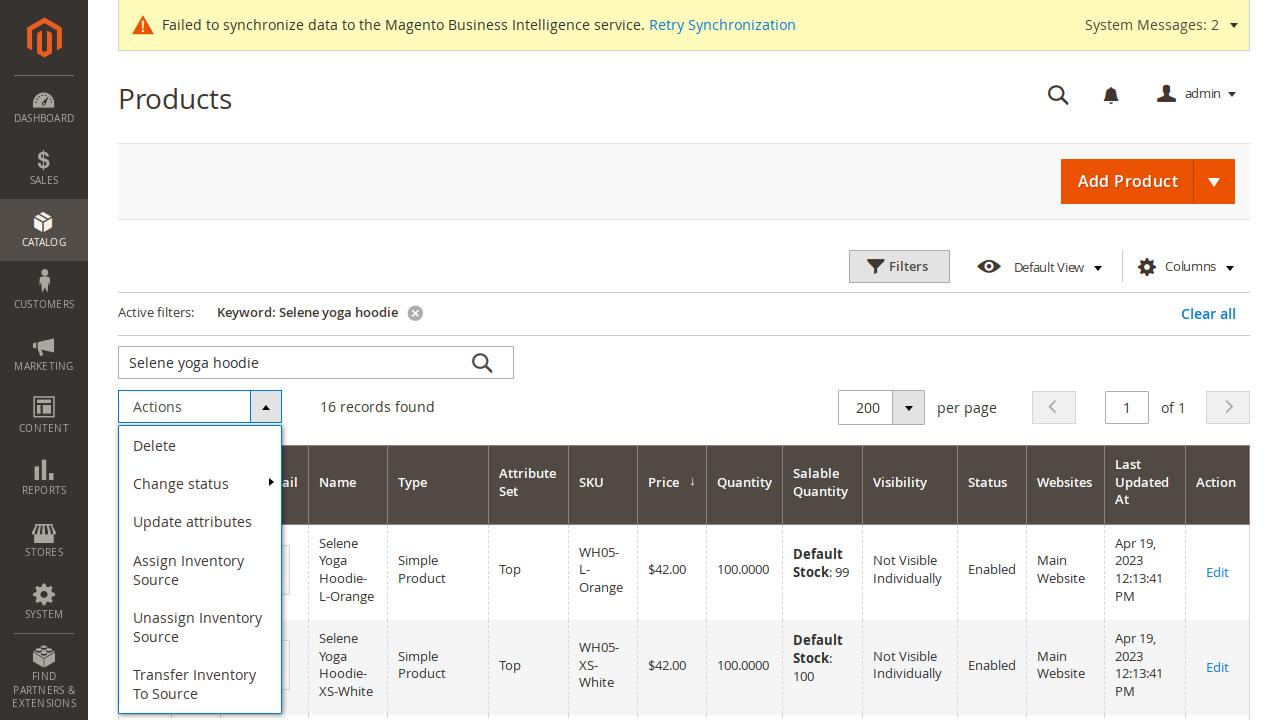 Failed to synchronize data to the Magento Business Intelligence service. Retry Synchronization
System Messages: 2
DASHBOARD
SALES
CATALOG
CUSTOMERS
MARKETING
CONTENT
REPORTS
STORES
SYSTEM
FIND
PARTNERS &
EXTENSIONS
Products
admin
Add Product
Filters
Default View
Columns
Active filters:
Keyword: Selene yoga hoodie
Clear all
Selene yoga hoodie
Actions
16 records found
200
per page
1
of 1
Delete
Change status
Update attributes
Assign Inventory
Source
Unassign Inventory
Source
Transfer Inventory
To Source
ail
Name
Type
Attribute
Set
SKU
Price ↓
Quantity
Salable
Quantity
Visibility
Status
Websites
Last
Updated
At
Action
Selene
Yoga
Hoodie-
L-Orange
Simple
Product
Top
WH05-
L-
Orange
$42.00
100.0000
Default
Stock: 99
Not Visible
Individually
Enabled
Main
Website
Apr 19,
2023
12:13:41
PM
Edit
Selene
Yoga
Hoodie-
XS-White
Simple
Product
Top
WH05-
XS-
White
$42.00
100.0000
Default
Stock:
100
Not Visible
Individually
Enabled
Main
Website
Apr 19,
2023
12:13:41
PM
Edit